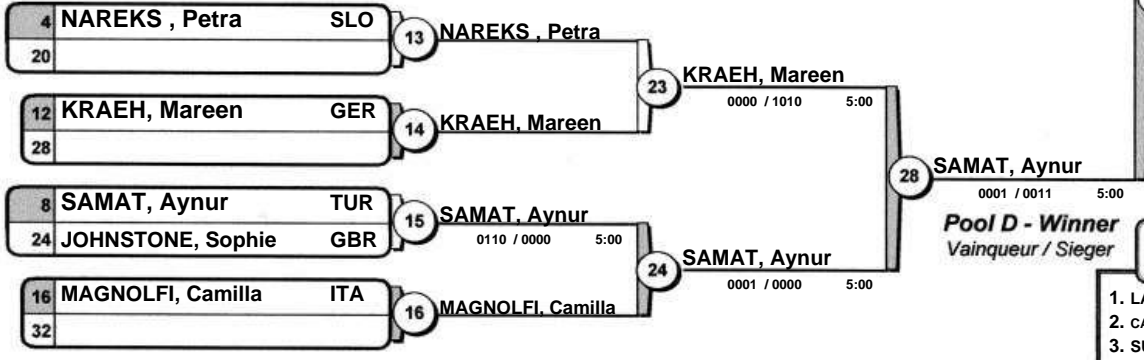 4 NAREKS , Petra SLO
20
13 NAREKS , Petra
12 KRAEH, Mareen GER
28
14 KRAEH, Mareen
23 KRAEH, Mareen
0000 / 1010 5:00
8 SAMAT, Aynur TUR
24 JOHNSTONE, Sophie GBR
15 SAMAT, Aynur
0110 / 0000 5:00
16 MAGNOLFI, Camilla ITA
32
16 MAGNOLFI, Camilla
24 SAMAT, Aynur
0001 / 0000 5:00
28 SAMAT, Aynur
0001 / 0011 5:00
Pool D - Winner
Vainqueur / Sieger
1.
2.
3.